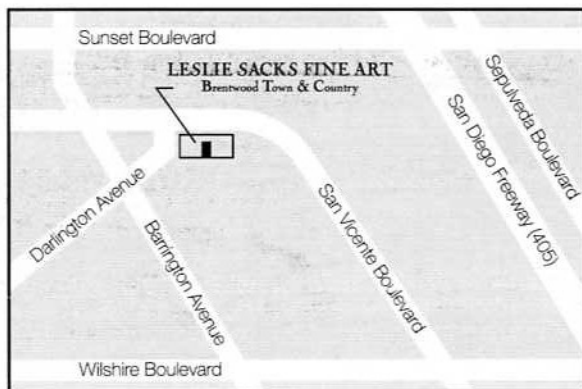 Sunset Boulevard
LESLIE SACKS FINE ART
Brentwood Town & Country
Sepulveda Boulevard
San Diego Freeway (405)
Darlington Avenue
Barrington Avenue
San Vicente Boulevard
Wilshire Boulevard